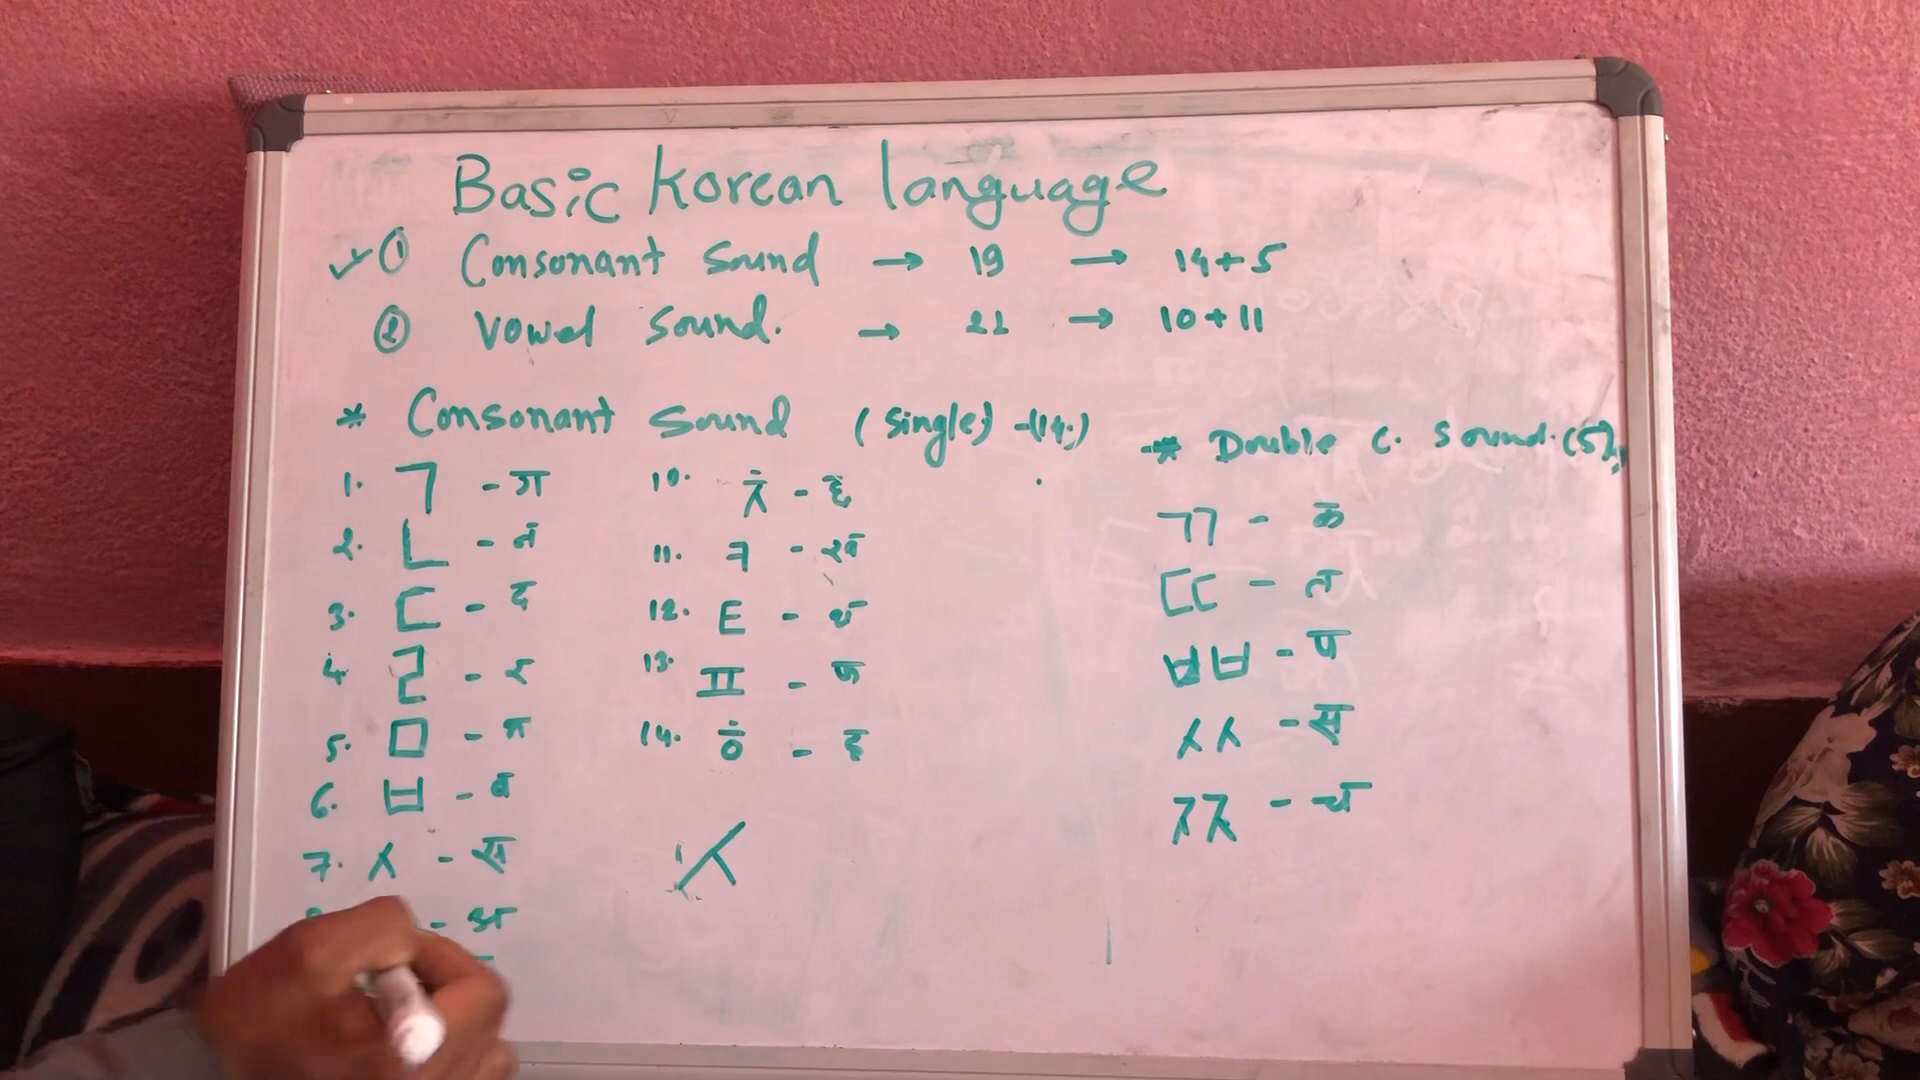 Basic korean language
① Consonant Sound → 19 → 14+5
② Vowel Sound. → 21 → 10+11
* Consonant Sound (Single) -(14.)
1. ㄱ - ग
2. ㄴ - न
3. ㄷ - द
4. ㄹ - र
5. ㅁ - म
6. ㅂ - ब
7. ㅅ - स
- अ
10. ㅊ - छ
11. ㅋ - ख
12. ㅌ - थ
13. ㅍ - फ
14. ㅎ - ह
ㅅ
* Double C. Sound. (5)
ㄲ - क
ㄸ - त
ㅃ - प
ㅆ - स
ㅉ - च